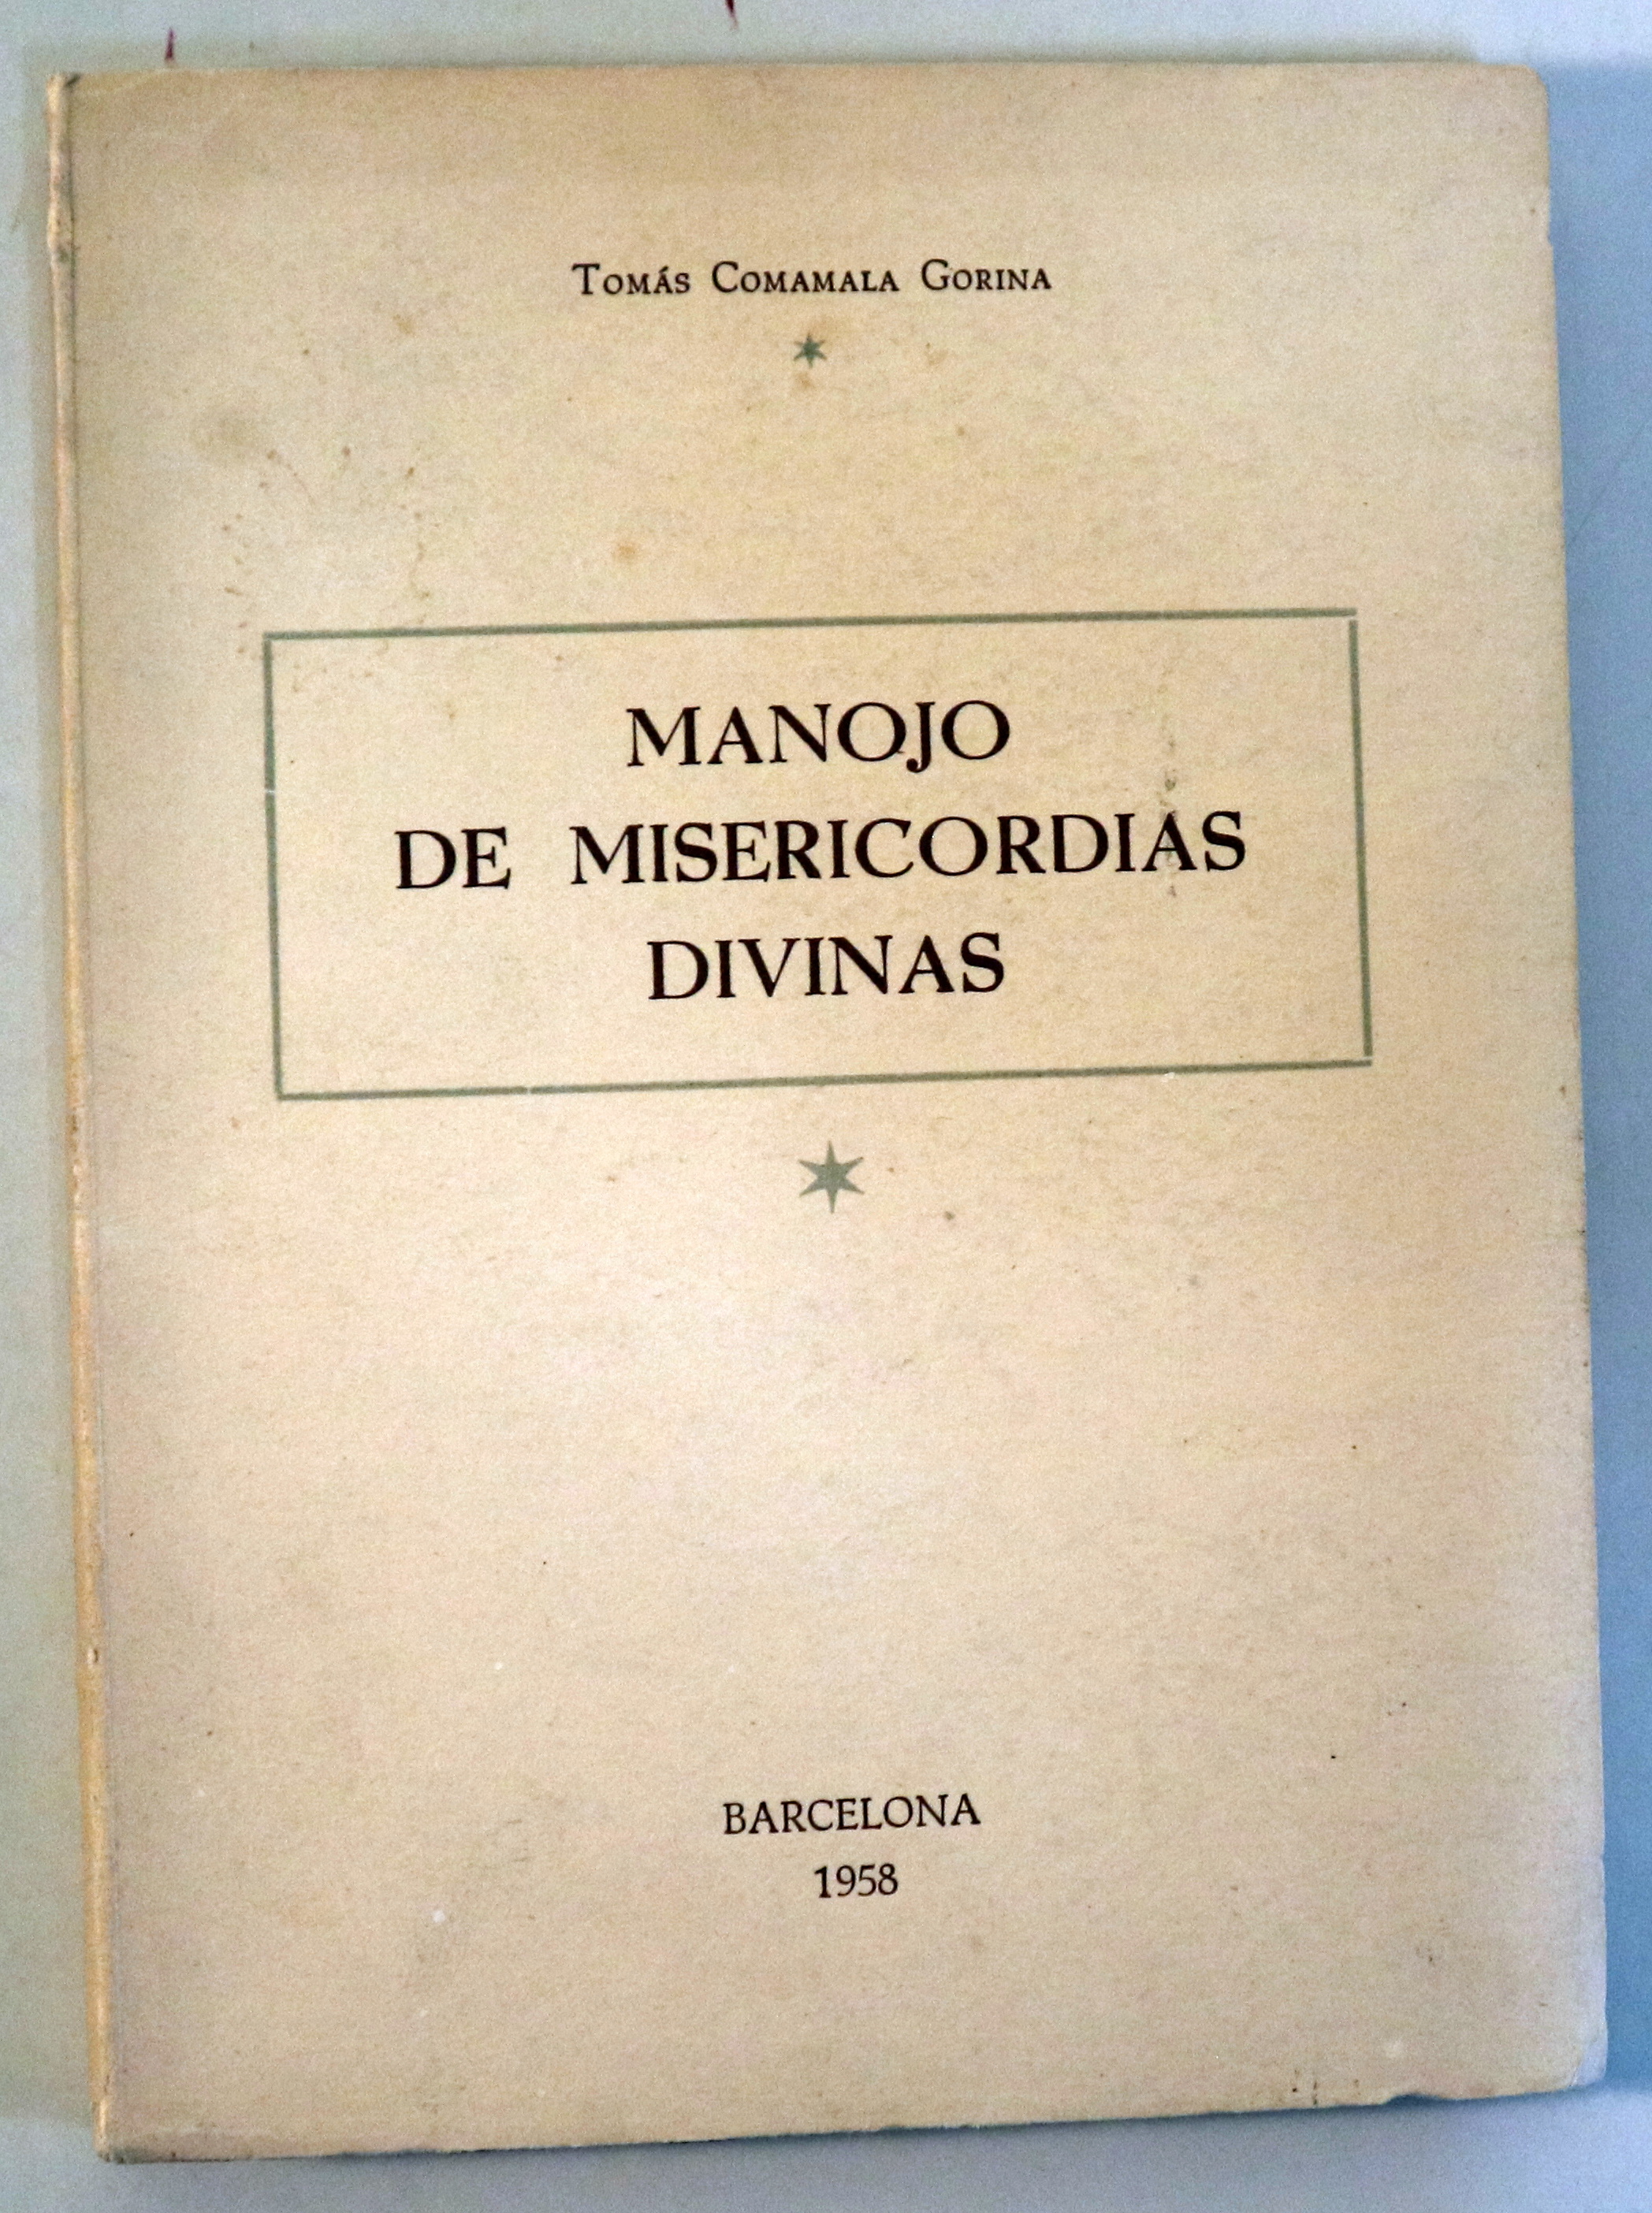 Tomás Comamala Gorina
MANOJO
DE MISERICORDIAS
DIVINAS
BARCELONA
1958